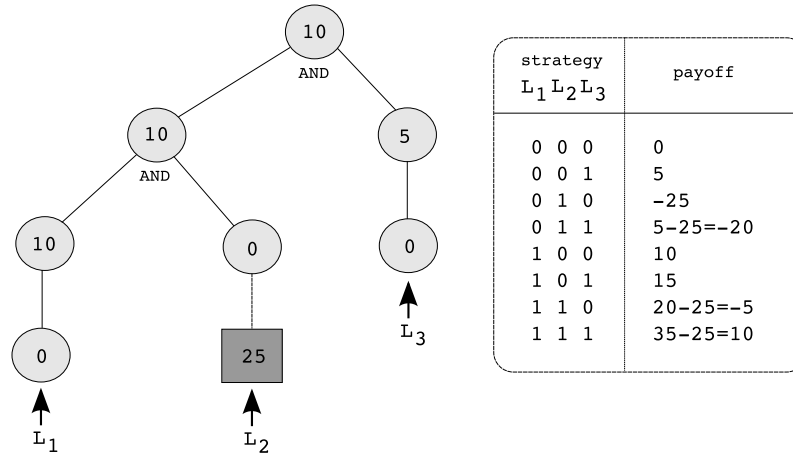 10
AND
10
5
AND
10
0
0
0
25
L1
L2
L3
strategy payoff
L1 L2 L3
0 0 0 0
0 0 1 5
0 1 0 -25
0 1 1 5-25=-20
1 0 0 10
1 0 1 15
1 1 0 20-25=-5
1 1 1 35-25=10